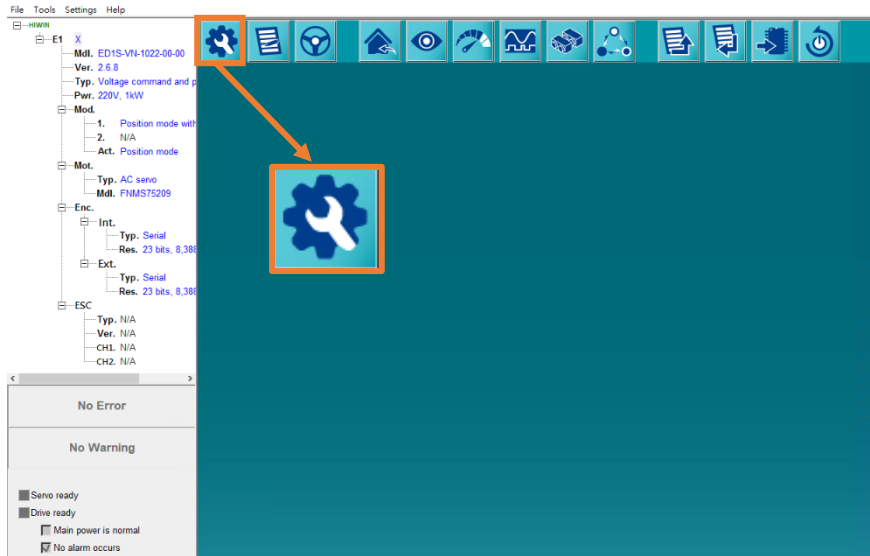 File Tools Settings Help
HIWIN
E1 X
Mdl. ED1S-VN-1022-00-00
Ver. 2.6.8
Typ. Voltage command and p
Pwr. 220V, 1kW
Mod.
1. Position mode with
2. N/A
Act. Position mode
Mot.
Typ. AC servo
Mdl. FNMS75209
Enc.
Int.
Typ. Serial
Res. 23 bits, 8,388
Ext.
Typ. Serial
Res. 23 bits, 8,388
ESC
Typ. N/A
Ver. N/A
CH1. N/A
CH2. N/A
No Error
No Warning
Servo ready
Drive ready
Main power is normal
No alarm occurs